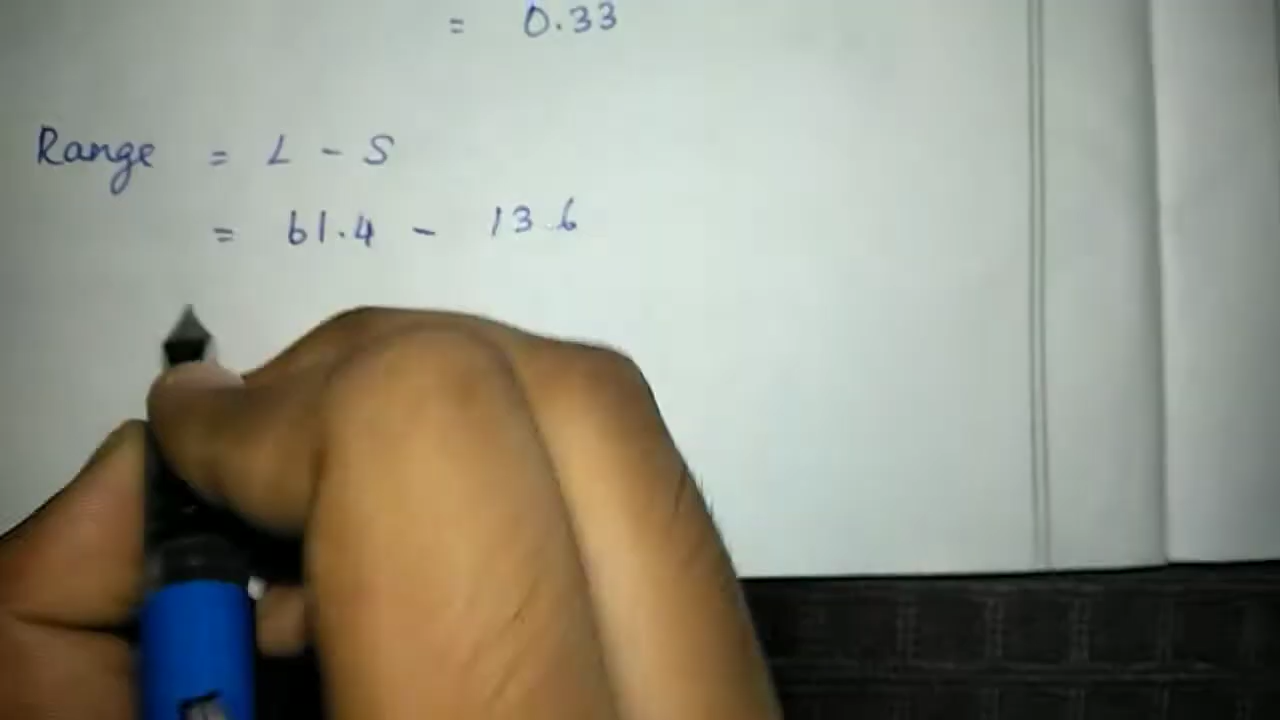 = 0.33
Range = L - S
= 61.4 - 13.6